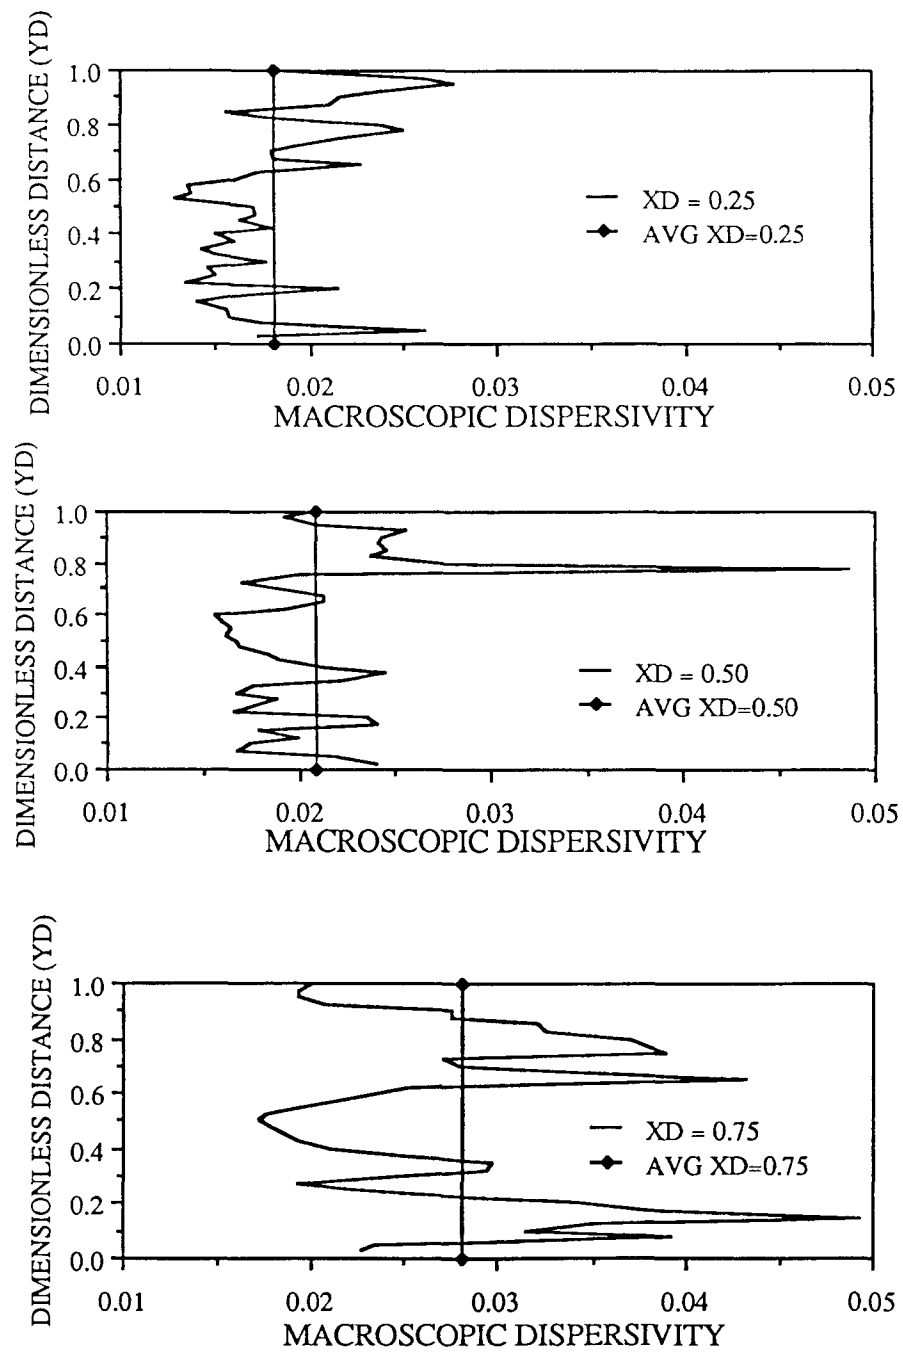 DIMENSIONLESS DISTANCE (YD)
1.0
0.8
0.6
0.4
0.2
0.0
XD = 0.25
AVG XD=0.25
0.01 0.02 0.03 0.04 0.05
MACROSCOPIC DISPERSIVITY
DIMENSIONLESS DISTANCE (YD)
1.0
0.8
0.6
0.4
0.2
0.0
XD = 0.50
AVG XD=0.50
0.01 0.02 0.03 0.04 0.05
MACROSCOPIC DISPERSIVITY
DIMENSIONLESS DISTANCE (YD)
1.0
0.8
0.6
0.4
0.2
0.0
XD = 0.75
AVG XD=0.75
0.01 0.02 0.03 0.04 0.05
MACROSCOPIC DISPERSIVITY